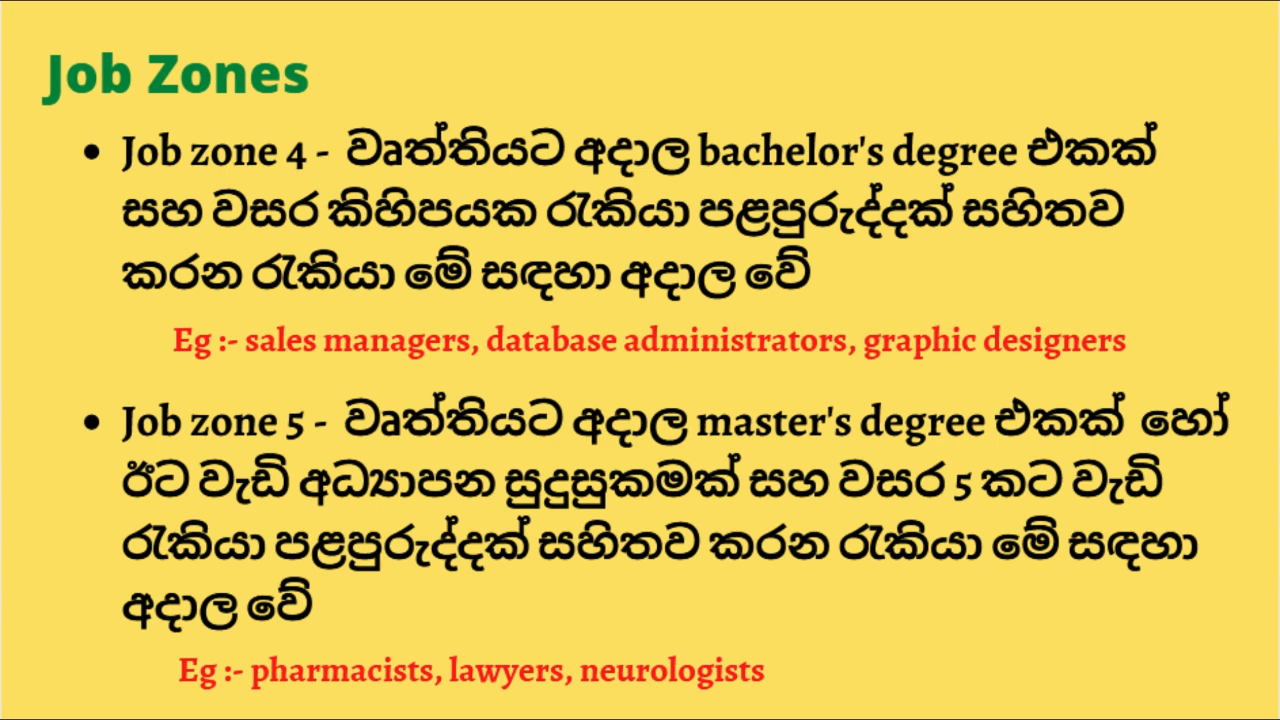 Job Zones
• Job zone 4 - වෘත්තියට අදාල bachelor's degree එකක්
සහ වසර කිහිපයක රැකියා පළපුරුද්දක් සහිතව
කරන රැකියා මේ සඳහා අදාල වේ
Eg :- sales managers, database administrators, graphic designers
• Job zone 5 - වෘත්තියට අදාල master's degree එකක් හෝ
ඊට වැඩි අධ්‍යාපන සුදුසුකමක් සහ වසර 5 කට වැඩි
රැකියා පළපුරුද්දක් සහිතව කරන රැකියා මේ සඳහා
අදාල වේ
Eg :- pharmacists, lawyers, neurologists